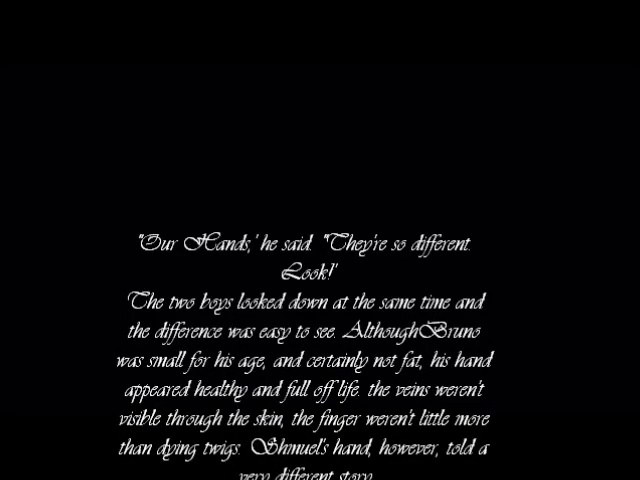 "Our Hands,' he said. "They're so different.
Look!'
The two boys looked down at the same time and
the difference was easy to see. AlthoughBruno
was small for his age, and certainly not fat, his hand
appeared healthy and full off life. the veins weren't
visible through the skin, the finger weren't little more
than dying twigs. Shmuel's hand, however, told a
very different story